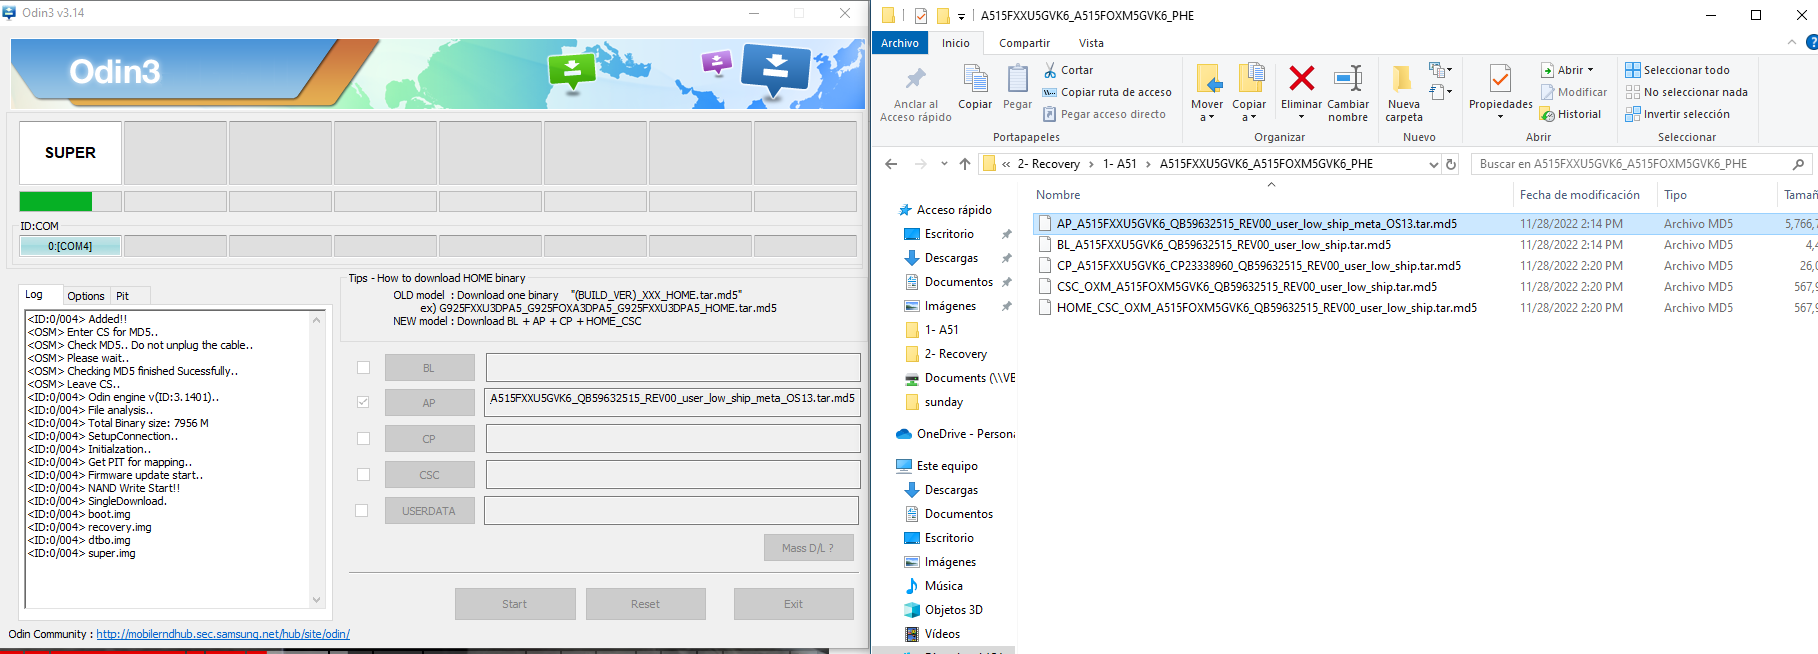 Odin3 v3.14
Odin3
SUPER
ID:COM
0:[COM4]
Log
Options
Pit
<ID:0/004> Added!!
<OSM> Enter CS for MD5..
<OSM> Check MD5.. Do not unplug the cable..
<OSM> Please wait..
<OSM> Checking MD5 finished Sucessfully..
<OSM> Leave CS..
<ID:0/004> Odin engine v(ID:3.1401)..
<ID:0/004> File analysis..
<ID:0/004> Total Binary size: 7956 M
<ID:0/004> SetupConnection..
<ID:0/004> Initialzation..
<ID:0/004> Get PIT for mapping..
<ID:0/004> Firmware update start..
<ID:0/004> NAND Write Start!!
<ID:0/004> SingleDownload.
<ID:0/004> boot.img
<ID:0/004> recovery.img
<ID:0/004> dtbo.img
<ID:0/004> super.img
Tips - How to download HOME binary
OLD model : Download one binary "(BUILD_VER)_XXX_HOME.tar.md5"
ex) G925FXXU3DPA5_G925FOXA3DPA5_G925FXXU3DPA5_HOME.tar.md5
NEW model : Download BL + AP + CP + HOME_CSC
BL
AP
A515FXXU5GVK6_QB59632515_REV00_user_low_ship_meta_OS13.tar.md5
CP
CSC
USERDATA
Mass D/L ?
Start
Reset
Exit
Odin Community : http://mobilerndhub.sec.samsung.net/hub/site/odin/
A515FXXU5GVK6_A515FOXM5GVK6_PHE
Archivo
Inicio
Compartir
Vista
Anclar al
Acceso rápido
Copiar
Pegar
Cortar
Copiar ruta de acceso
Pegar acceso directo
Portapapeles
Mover
a
Copiar
a
Eliminar
Cambiar
nombre
Organizar
Nueva
carpeta
Nuevo
Propiedades
Abrir
Modificar
Historial
Abrir
Seleccionar todo
No seleccionar nada
Invertir selección
Seleccionar
« 2- Recovery › 1- A51 › A515FXXU5GVK6_A515FOXM5GVK6_PHE
Buscar en A515FXXU5GVK6_A515FOXM5GVK6_PHE
Acceso rápido
Escritorio
Descargas
Documentos
Imágenes
1- A51
2- Recovery
Documents (\\VB
sunday
OneDrive - Persona
Este equipo
Descargas
Documentos
Escritorio
Imágenes
Música
Objetos 3D
Vídeos
Nombre Fecha de modificación Tipo Tamañ
AP_A515FXXU5GVK6_QB59632515_REV00_user_low_ship_meta_OS13.tar.md5 11/28/2022 2:14 PM Archivo MD5 5,766,7
BL_A515FXXU5GVK6_QB59632515_REV00_user_low_ship.tar.md5 11/28/2022 2:14 PM Archivo MD5 4,4
CP_A515FXXU5GVK6_CP23338960_QB59632515_REV00_user_low_ship.tar.md5 11/28/2022 2:20 PM Archivo MD5 26,0
CSC_OXM_A515FOXM5GVK6_QB59632515_REV00_user_low_ship.tar.md5 11/28/2022 2:20 PM Archivo MD5 567,9
HOME_CSC_OXM_A515FOXM5GVK6_QB59632515_REV00_user_low_ship.tar.md5 11/28/2022 2:20 PM Archivo MD5 567,9